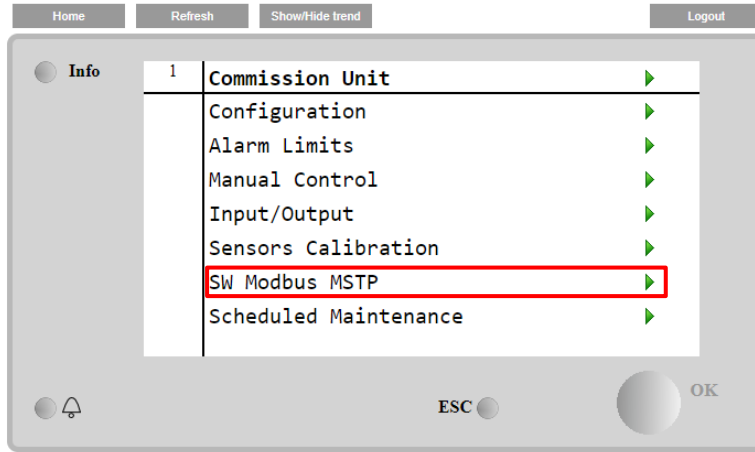 Home Refresh Show/Hide trend Logout
Info
1 Commission Unit
Configuration
Alarm Limits
Manual Control
Input/Output
Sensors Calibration
SW Modbus MSTP
Scheduled Maintenance
OK
ESC